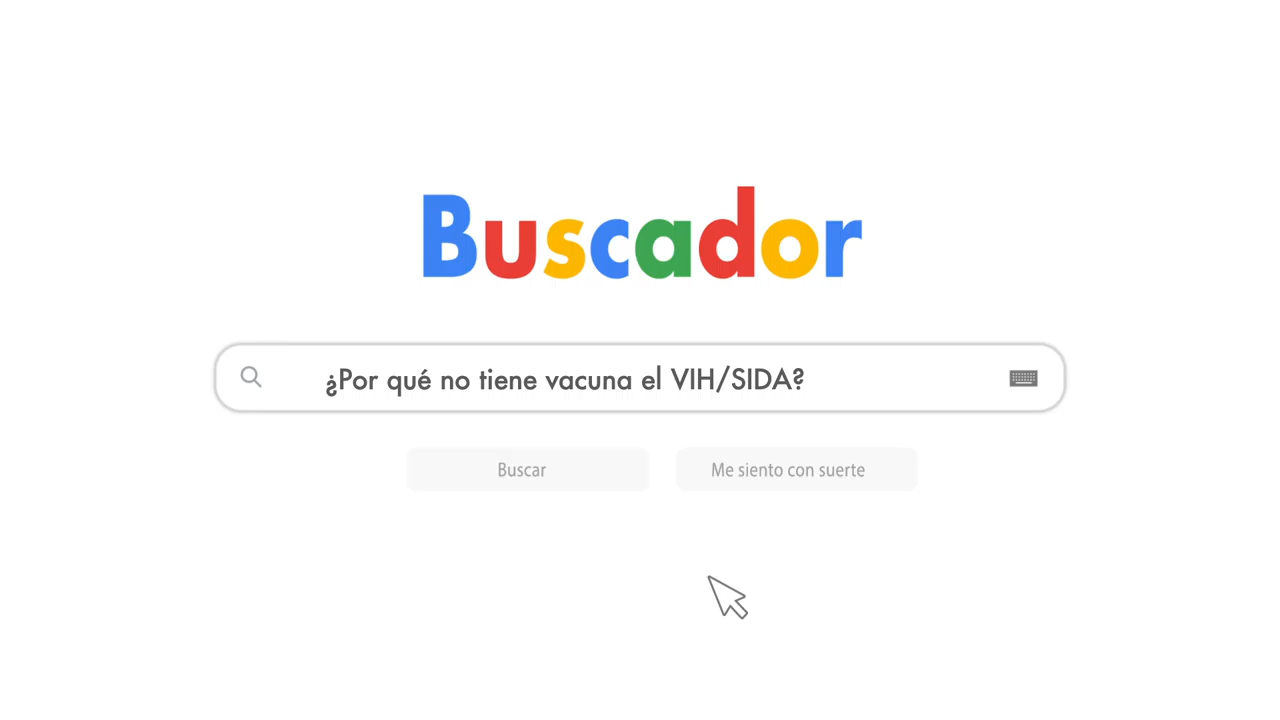 Buscador
¿Por qué no tiene vacuna el VIH/SIDA?
Buscar
Me siento con suerte